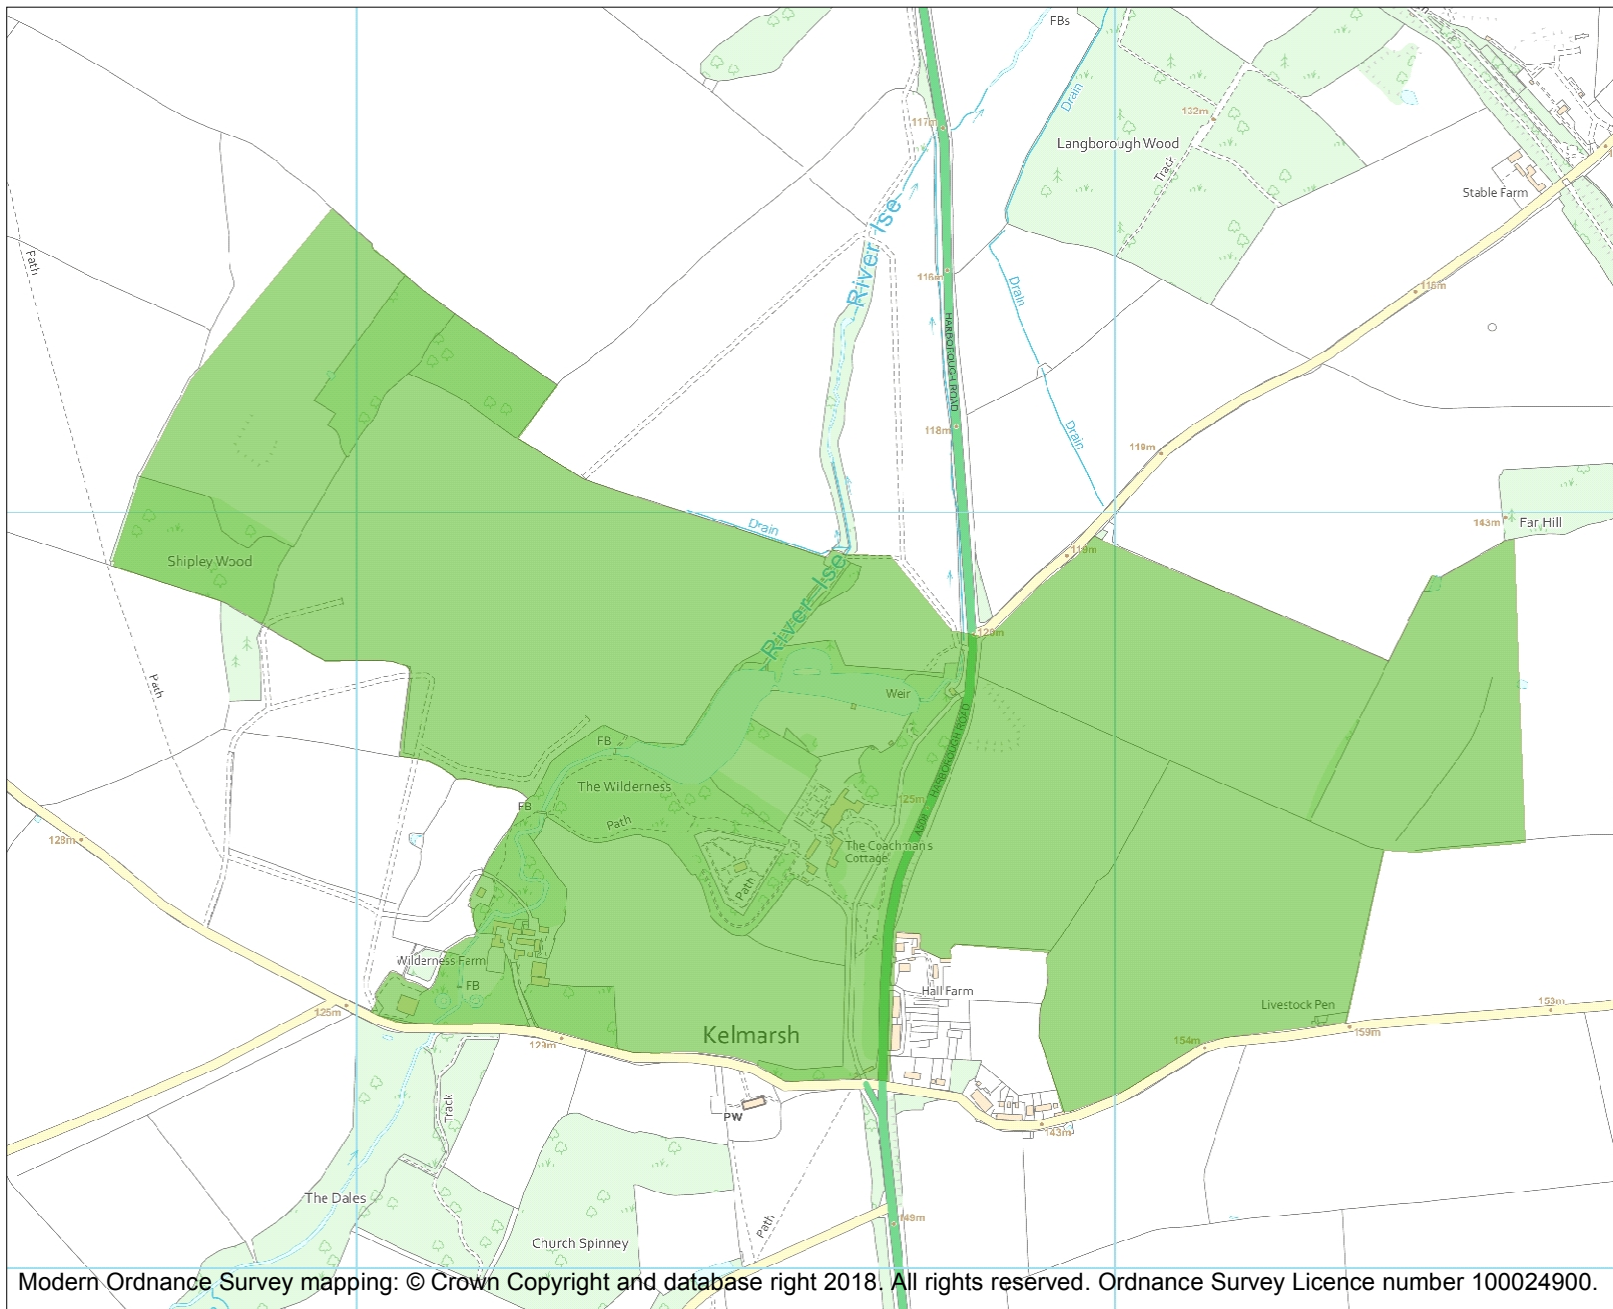 FBs
Drain
117m
132m
Langborough Wood
Track
Stable Farm
River Ise
Path
116m
Drain
115m
HARBOROUGH ROAD
118m
Drain
119m
143m
Far Hill
Drain
119m
Shipley Wood
River Ise
120m
Path
Weir
FB
HARBOROUGH ROAD
The Wilderness
125m
FB
Path
A508
128m
The Coachman's
Cottage
Path
Wilderness Farm
FB
Hall Farm
Livestock Pen
153m
125m
Kelmarsh
159m
129m
154m
Track
PW
143m
The Dales
149m
Path
Church Spinney
Modern Ordnance Survey mapping: © Crown Copyright and database right 2018. All rights reserved. Ordnance Survey Licence number 100024900.